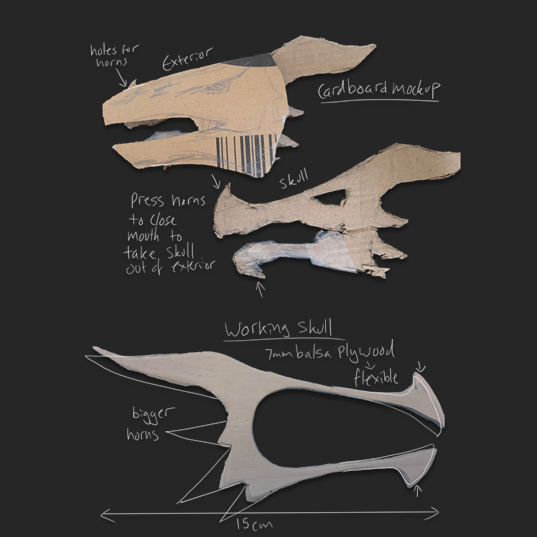 holes for
horns
Exterior
Cardboard mockup
skull
Press horns
to close
mouth to
take skull
out of exterior
Working Skull
7mm balsa plywood
flexible
bigger
horns
15cm